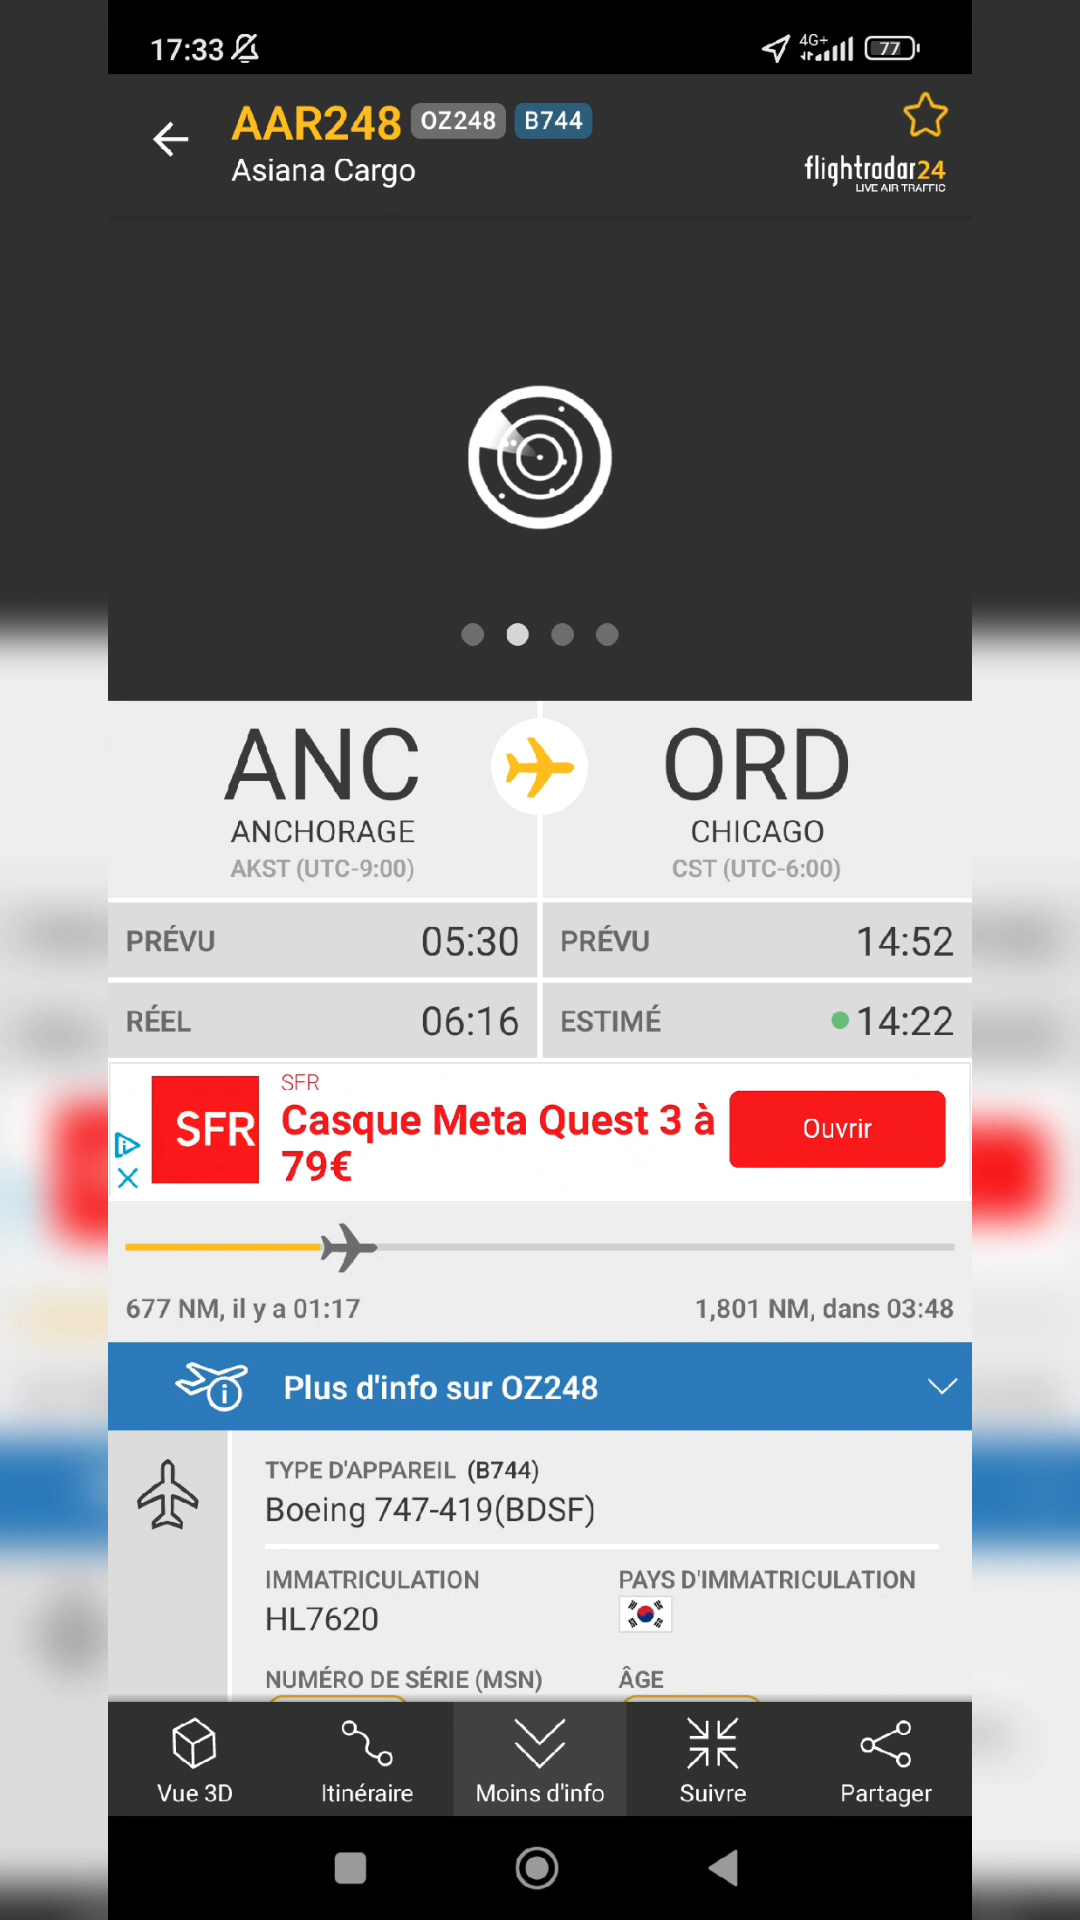 17:33
4G+
77
AAR248 OZ248 B744
Asiana Cargo
flightradar24
LIVE AIR TRAFFIC
ANC
ANCHORAGE
AKST (UTC-9:00)
ORD
CHICAGO
CST (UTC-6:00)
PRÉVU 05:30
PRÉVU 14:52
RÉEL 06:16
ESTIMÉ 14:22
SFR
SFR
Casque Meta Quest 3 à
79€
Ouvrir
677 NM, il y a 01:17
1,801 NM, dans 03:48
Plus d'info sur OZ248
TYPE D'APPAREIL (B744)
Boeing 747-419(BDSF)
IMMATRICULATION
HL7620
PAYS D'IMMATRICULATION
NUMÉRO DE SÉRIE (MSN)
ÂGE
Vue 3D
Itinéraire
Moins d'info
Suivre
Partager